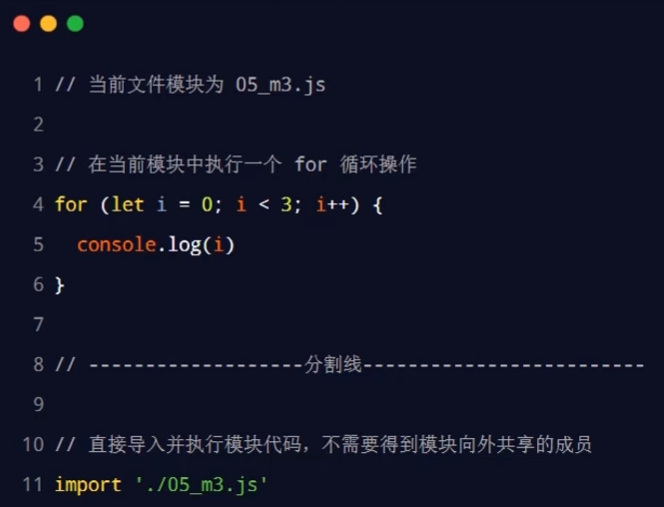 1 // 当前文件模块为 05_m3.js
2
3 // 在当前模块中执行一个 for 循环操作
4 for (let i = 0; i < 3; i++) {
5   console.log(i)
6 }
7
8 // -------------------分割线-------------------------
9
10 // 直接导入并执行模块代码，不需要得到模块向外共享的成员
11 import './05_m3.js'